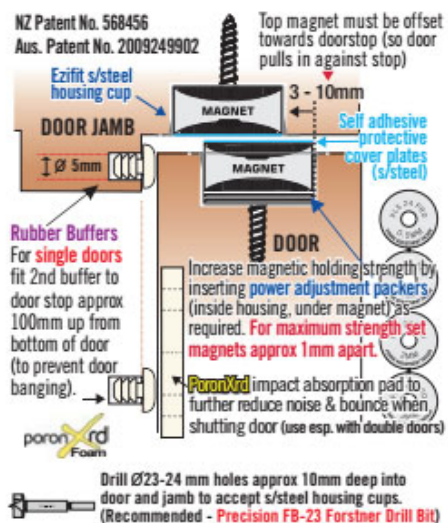 NZ Patent No. 568456
Aus. Patent No. 2009249902
Top magnet must be offset
towards doorstop (so door
pulls in against stop)
Ezifit s/steel
housing cup
3 - 10mm
MAGNET
DOOR JAMB
Self adhesive
protective
cover plates
(s/steel)
Ø 5mm
MAGNET
Rubber Buffers
For single doors
fit 2nd buffer to
door stop approx
100mm up from
bottom of door
(to prevent door
banging).
DOOR
Increase magnetic holding strength by
inserting power adjustment packers
(inside housing, under magnet) as
required. For maximum strength set
magnets approx 1mm apart.
PoronXrd impact absorption pad to
further reduce noise & bounce when
shutting door (use esp. with double doors)
poron Xrd
Foam
Drill Ø23-24 mm holes approx 10mm deep into
door and jamb to accept s/steel housing cups.
(Recommended - Precision FB-23 Forstner Drill Bit)